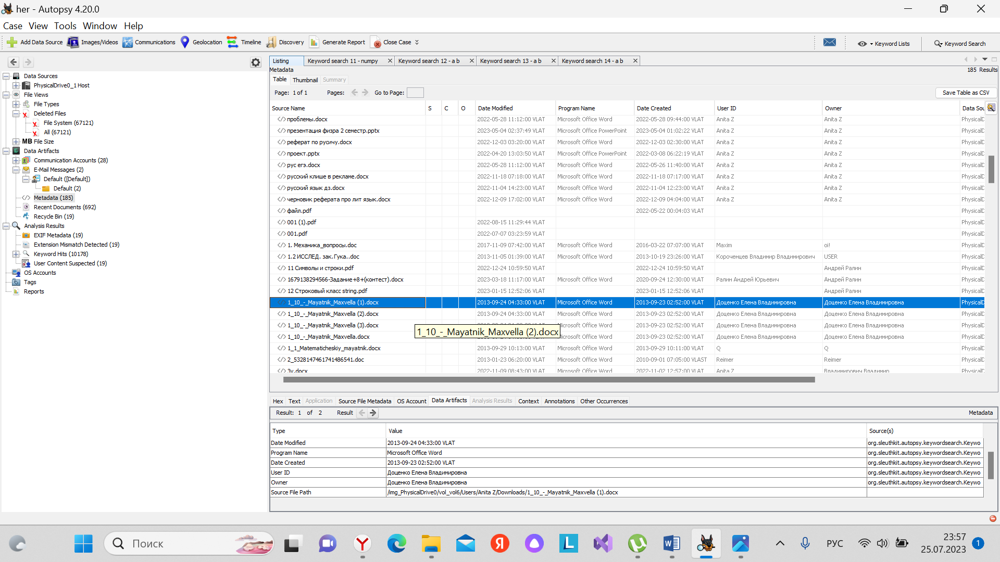 her - Autopsy 4.20.0
Case View Tools Window Help
Add Data Source Images/Videos Communications Geolocation Timeline Discovery Generate Report Close Case Keyword Lists Keyword Search
Listing Keyword search 11 - numpy Keyword search 12 - a b Keyword search 13 - a b Keyword search 14 - a b
Metadata 185 Results
Table Thumbnail Summary
Page: 1 of 1 Pages: Go to Page: Save Table as CSV
Data Sources
PhysicalDrive0_1 Host
File Views
File Types
Deleted Files
File System (67121)
All (67121)
MB File Size
Data Artifacts
Communication Accounts (28)
E-Mail Messages (2)
Default ([Default])
Default (2)
Metadata (185)
Recent Documents (692)
Recycle Bin (19)
Analysis Results
EXIF Metadata (19)
Extension Mismatch Detected (19)
Keyword Hits (10178)
User Content Suspected (19)
OS Accounts
Tags
Reports
Source Name S C O Date Modified Program Name Date Created User ID Owner Data Sou
проблемы.docx 2022-05-28 11:12:00 VLAT Microsoft Office Word 2022-05-28 09:44:00 VLAT Anita Z Anita Z PhysicalD
презентация физра 2 семестр.pptx 2023-05-04 02:37:49 VLAT Microsoft Office PowerPoint 2023-05-04 01:02:22 VLAT Anita Z Anita Z PhysicalD
реферат по русичу.docx 2022-12-03 03:20:00 VLAT Microsoft Office Word 2022-12-03 02:30:00 VLAT Anita Z Anita Z PhysicalD
проект.pptx 2022-04-20 13:03:50 VLAT Microsoft Office PowerPoint 2022-03-08 06:22:19 VLAT Anita Z Anita Z PhysicalD
рус егэ.docx 2022-05-28 11:12:00 VLAT Microsoft Office Word 2022-05-26 11:40:00 VLAT Anita Z Anita Z PhysicalD
русский клише в рекламе.docx 2022-11-18 07:18:00 VLAT Microsoft Office Word 2022-11-18 07:17:00 VLAT Anita Z Anita Z PhysicalD
русский язык дз.docx 2022-11-04 14:23:00 VLAT Microsoft Office Word 2022-11-04 12:23:00 VLAT Anita Z Anita Z PhysicalD
черновик реферата про лит язык.docx 2022-12-09 17:02:00 VLAT Microsoft Office Word 2022-12-09 04:04:00 VLAT Anita Z Anita Z PhysicalD
файл.pdf 2022-05-22 00:04:03 VLAT PhysicalD
001 (1).pdf 2022-08-15 11:29:44 VLAT PhysicalD
001.pdf 2022-07-07 03:23:59 VLAT PhysicalD
1. Механика_вопросы.doc 2017-11-09 07:42:00 VLAT Microsoft Office Word 2016-03-22 07:07:00 VLAT Maxim oi! PhysicalD
1.2 ИССЛЕД. зак.Гука..doc 2013-11-05 01:39:00 VLAT Microsoft Office Word 2013-10-19 23:26:00 VLAT Короченцев Владимир Владимирович USER PhysicalD
11 Символы и строки.pdf 2022-12-24 10:59:50 VLAT 2022-12-24 10:59:50 VLAT Андрей Ралин PhysicalD
1679138294566-Задание+8+(контест).docx 2023-03-18 11:17:00 VLAT Microsoft Office Word 2020-09-24 12:30:00 VLAT Ралин Андрей Юрьевич Андрей Ралин PhysicalD
12 Строковый класс string.pdf 2023-01-15 12:52:06 VLAT 2023-01-15 12:52:06 VLAT Андрей Ралин PhysicalD
1_10_-_Mayatnik_Maxvella (1).docx 2013-09-24 04:33:00 VLAT Microsoft Office Word 2013-09-23 02:52:00 VLAT Доценко Елена Владимировна Доценко Елена Владимировна PhysicalD
1_10_-_Mayatnik_Maxvella (2).docx 2013-09-24 04:33:00 VLAT Microsoft Office Word 2013-09-23 02:52:00 VLAT Доценко Елена Владимировна Доценко Елена Владимировна PhysicalD
1_10_-_Mayatnik_Maxvella (3).docx 02:52:00 VLAT Доценко Елена Владимировна Доценко Елена Владимировна PhysicalD
1_10_-_Mayatnik_Maxvella (2).docx
1_10_-_Mayatnik_Maxvella.docx 02:52:00 VLAT Доценко Елена Владимировна Доценко Елена Владимировна PhysicalD
1_1_Matematicheskiy_mayatnik.docx 2013-09-29 10:13:00 VLAT Microsoft Office Word 2013-09-29 10:11:00 VLAT Q Q PhysicalD
2_5328147461741486541.doc 2013-01-23 06:20:00 VLAT Microsoft Office Word 2010-09-01 07:05:00 VLAST Reimer Reimer PhysicalD
3у.docx 2022-11-09 08:43:00 VLAT Microsoft Office Word 2022-11-02 12:57:00 VLAT Anita Z Владимирович Владимир PhysicalD
Hex Text Application Source File Metadata OS Account Data Artifacts Analysis Results Context Annotations Other Occurrences
Result: 1 of 2 Result Metadata
Type Value Source(s)
Date Modified 2013-09-24 04:33:00 VLAT org.sleuthkit.autopsy.keywordsearch.Keywo
Program Name Microsoft Office Word org.sleuthkit.autopsy.keywordsearch.Keywo
Date Created 2013-09-23 02:52:00 VLAT org.sleuthkit.autopsy.keywordsearch.Keywo
User ID Доценко Елена Владимировна org.sleuthkit.autopsy.keywordsearch.Keywo
Owner Доценко Елена Владимировна org.sleuthkit.autopsy.keywordsearch.Keywo
Source File Path /img_PhysicalDrive0/vol_vol6/Users/Anita Z/Downloads/1_10_-_Mayatnik_Maxvella (1).docx
Поиск РУС 23:57
25.07.2023 1